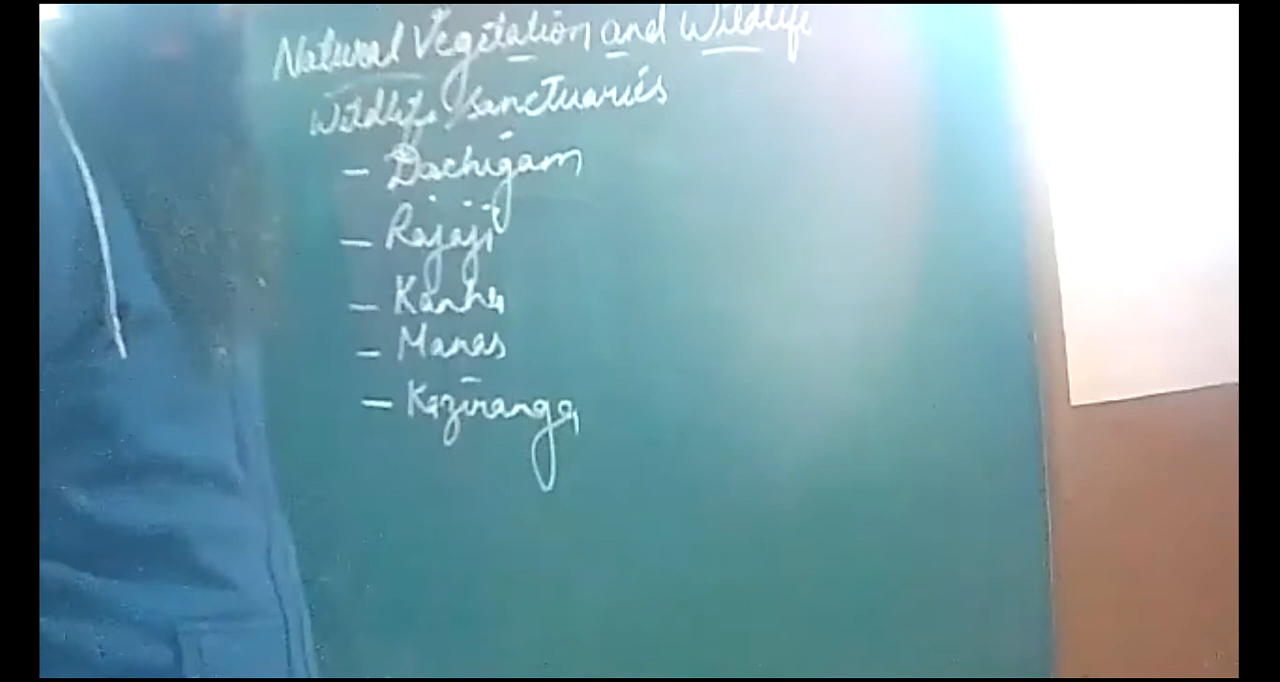 Natural Vegetation and Wildlife
Wildlife Sanctuaries
- Dachigam
- Rajaji
- Kanha
- Manas
- Kaziranga